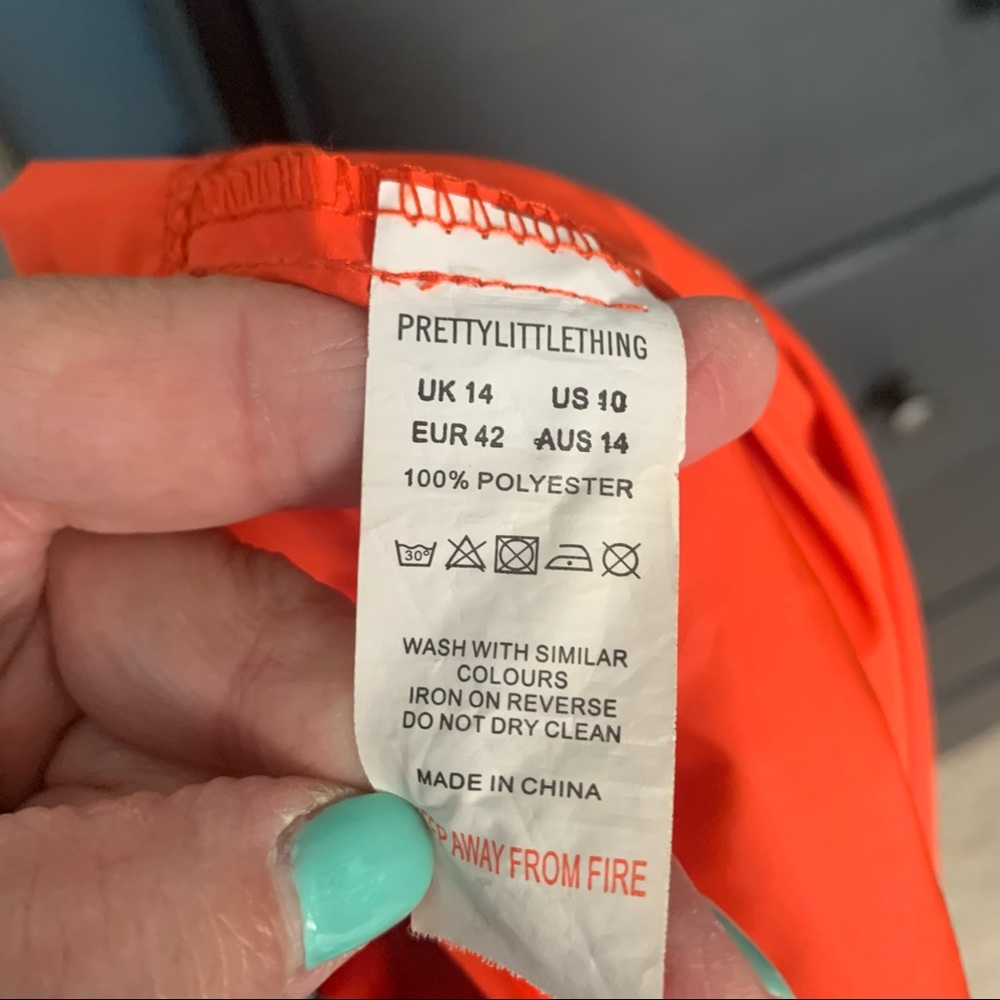 PRETTYLITTLETHING
UK 14 US 10
EUR 42 AUS 14
100% POLYESTER
30°
WASH WITH SIMILAR
COLOURS
IRON ON REVERSE
DO NOT DRY CLEAN
MADE IN CHINA
AWAY FROM FIRE